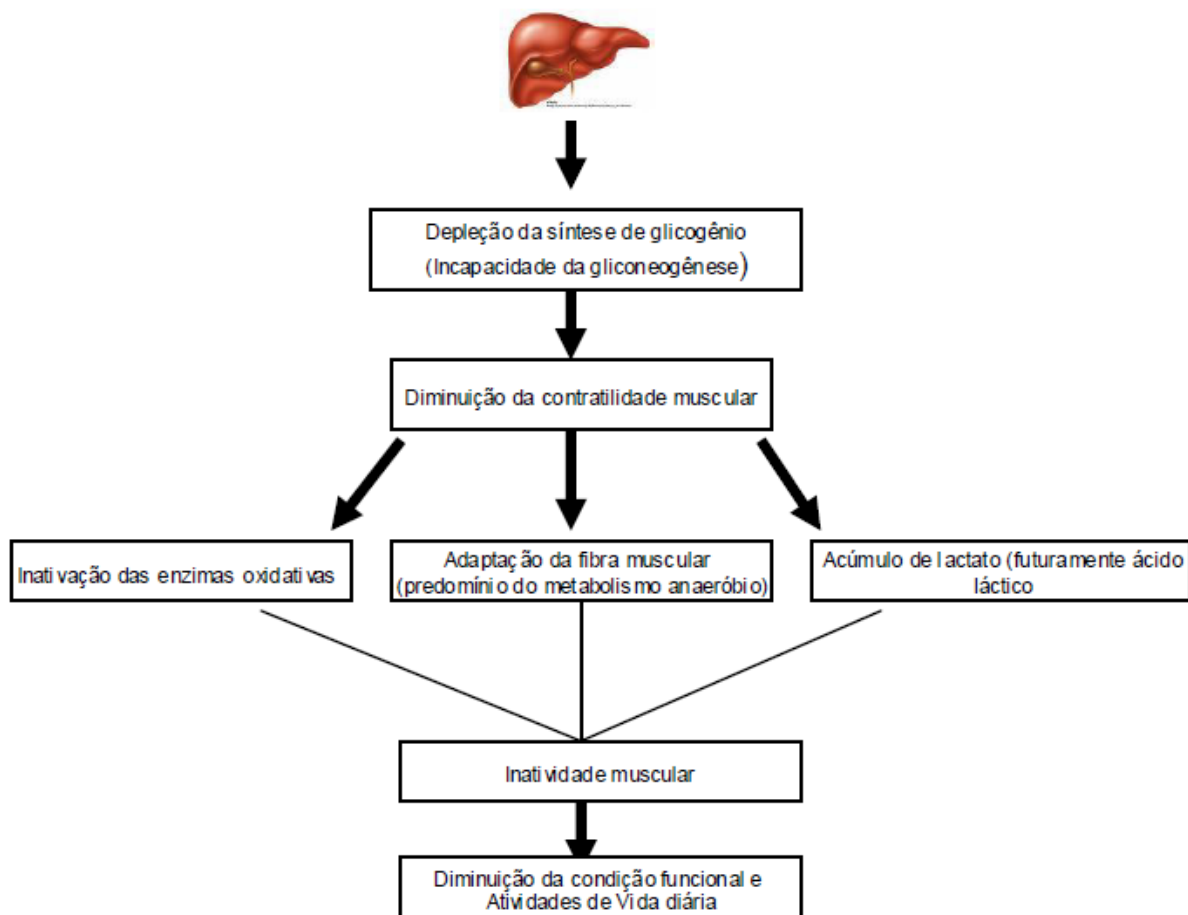 Depleção da síntese de glicogênio
(Incapacidade da gliconeogênese)
Diminuição da contratilidade muscular
Inativação das enzimas oxidativas
Adaptação da fibra muscular
(predomínio do metabolismo anaeróbio)
Acúmulo de lactato (futuramente ácido
láctico
Inatividade muscular
Diminuição da condição funcional e
Atividades de Vida diária